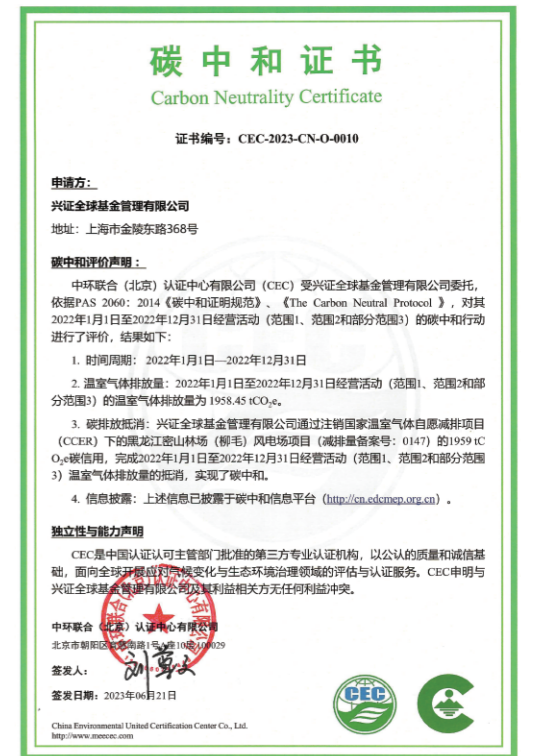 碳中和证书
Carbon Neutrality Certificate
证书编号：CEC-2023-CN-O-0010
申请方：
兴证全球基金管理有限公司
地址：上海市金陵东路368号
碳中和评价声明：
中环联合（北京）认证中心有限公司（CEC）受兴证全球基金管理有限公司委托，
依据PAS 2060：2014《碳中和证明规范》、《The Carbon Neutral Protocol 》，对其
2022年1月1日至2022年12月31日经营活动（范围1、范围2和部分范围3）的碳中和行动
进行了评价，结果如下：
1. 时间周期： 2022年1月1日—2022年12月31日
2. 温室气体排放量：2022年1月1日至2022年12月31日经营活动（范围1、范围2和部
分范围3）的温室气体排放量为 1958.45 tCO₂e。
3. 碳排放抵消：兴证全球基金管理有限公司通过注销国家温室气体自愿减排项目
（CCER）下的黑龙江密山林场（柳毛）风电场项目（减排量备案号：0147）的1959 tC
O₂e碳信用，完成2022年1月1日至2022年12月31日经营活动（范围1、范围2和部分范围
3）温室气体排放量的抵消，实现了碳中和。
4. 信息披露：上述信息已披露于碳中和信息平台（http://cn.edcmep.org.cn）。
独立性与能力声明
CEC是中国认证认可主管部门批准的第三方专业认证机构，以公认的质量和诚信基
础，面向全球开展应对气候变化与生态环境治理领域的评估与认证服务。CEC申明与
兴证全球基金管理有限公司及其利益相关方无任何利益冲突。
中环联合（北京）认证中心有限公司
北京市朝阳区育慧南路1号A座10层 100029
签发人：
签发日期：2023年06月21日
China Environmental United Certification Center Co., Ltd.
http://www.meecec.com
CEC